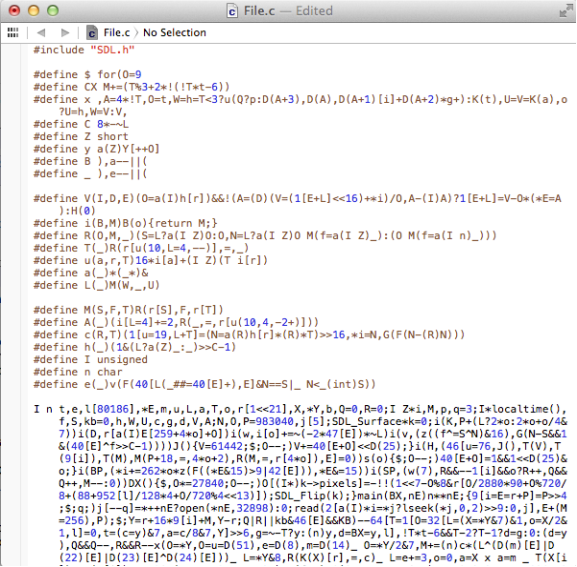 File.c — Edited
File.c › No Selection
#include "SDL.h"
#define $ for(O=9
#define CX M+=(T%3+2*!(!T*t-6))
#define x ,A=4*!T,O=t,W=h=T<3?u(Q?p:D(A+3),D(A),D(A+1)[i]+D(A+2)*g+):K(t),U=V=K(a),o
?U=h,W=V:V,
#define C 8*-~L
#define Z short
#define y a(Z)Y[++O]
#define B ),a--||(
#define _ ),e--||(
#define V(I,D,E)(O=a(I)h[r])&&!(A=(D)(V=(1[E+L]<<16)+*i)/O,A-(I)A)?1[E+L]=V-O*(*E=A
):H(0)
#define i(B,M)B(o){return M;}
#define R(O,M,_)(S=L?a(I Z)O:O,N=L?a(I Z)O M(f=a(I Z)_):(O M(f=a(I n)_)))
#define T(_)R(r[u(10,L=4,--)],=,_)
#define u(a,r,T)16*i[a]+(I Z)(T i[r])
#define a(_)*(_*)&
#define L(_)M(W,_,U)
#define M(S,F,T)R(r[S],F,r[T])
#define A(_)(i[L=4]+=2,R(_,=,r[u(10,4,-2+)]))
#define c(R,T)(1[u=19,L+T]=(N=a(R)h[r]*(R)*T)>>16,*i=N,G(F(N-(R)N)))
#define h(_)(1&(L?a(Z)_:_)>>C-1)
#define I unsigned
#define n char
#define e(_)v(F(40[L(_##=40[E]+),E]&N==S|_ N<_(int)S))
I n t,e,l[80186],*E,m,u,L,a,T,o,r[1<<21],X,*Y,b,Q=0,R=0;I Z*i,M,p,q=3;I*localtime(),
f,S,kb=0,h,W,U,c,g,d,V,A;N,O,P=983040,j[5];SDL_Surface*k=0;i(K,P+(L?2*o:2*o+o/4&
7))i(D,r[a(I)E[259+4*o]+O])i(w,i[o]+=~(-2*47[E])*~L)i(v,(z((f^=S^N)&16),G(N-S&&1
&(40[E]^f>>C-1))))J(){V=61442;$;O--;)V+=40[E+O]<<D(25);}i(H,(46[u=76,J(),T(V),T
(9[i]),T(M),M(P+18,=,4*o+2),R(M,=,r[4*o]),E]=0))s(o){$;O--;)40[E+O]=1&&1<<D(25)&
o;}i(BP,(*i+=262*o*z(F((*E&15)>9|42[E])),*E&=15))i(SP,(w(7),R&&--1[i]&&o?R++,Q&&
Q++,M--:0))DX(){$,O*=27840;O--;)O[(I*)k->pixels]=-!!(1<<7-O%8&r[O/2880*90+O%720/
8+(88+952[l]/128*4+O/720%4<<13)]);SDL_Flip(k);}main(BX,nE)n**nE;{9[i=E=r+P]=P>>4
;$;q;)j[--q]=*++nE?open(*nE,32898):0;read(2[a(I)*i=*j?lseek(*j,0,2)>>9:0,j],E+(M
=256),P);$;Y=r+16*9[i]+M,Y-r;Q|R||kb&46[E]&&KB)--64[T=1[O=32[L=(X=*Y&7)&1,o=X/2&
1,l]=0,t=(c=y)&7,a=c/8&7,Y]>>6,g=~-T?y:(n)y,d=BX=y,l],!T*t-6&&T-2?T-1?d=g:0:(d=y
),Q&&Q--,R&&R--x(O=*Y,O=u=D(51),e=D(8),m=D(14)_ O=*Y/2&7,M+=(n)c*(L^(D(m)[E]|D
(22)[E]|D(23)[E]^D(24)[E]))_ L=*Y&8,R(K(X)[r],=,c)_ L=e+=3,o=0,a=X x a=m _ T(X[i